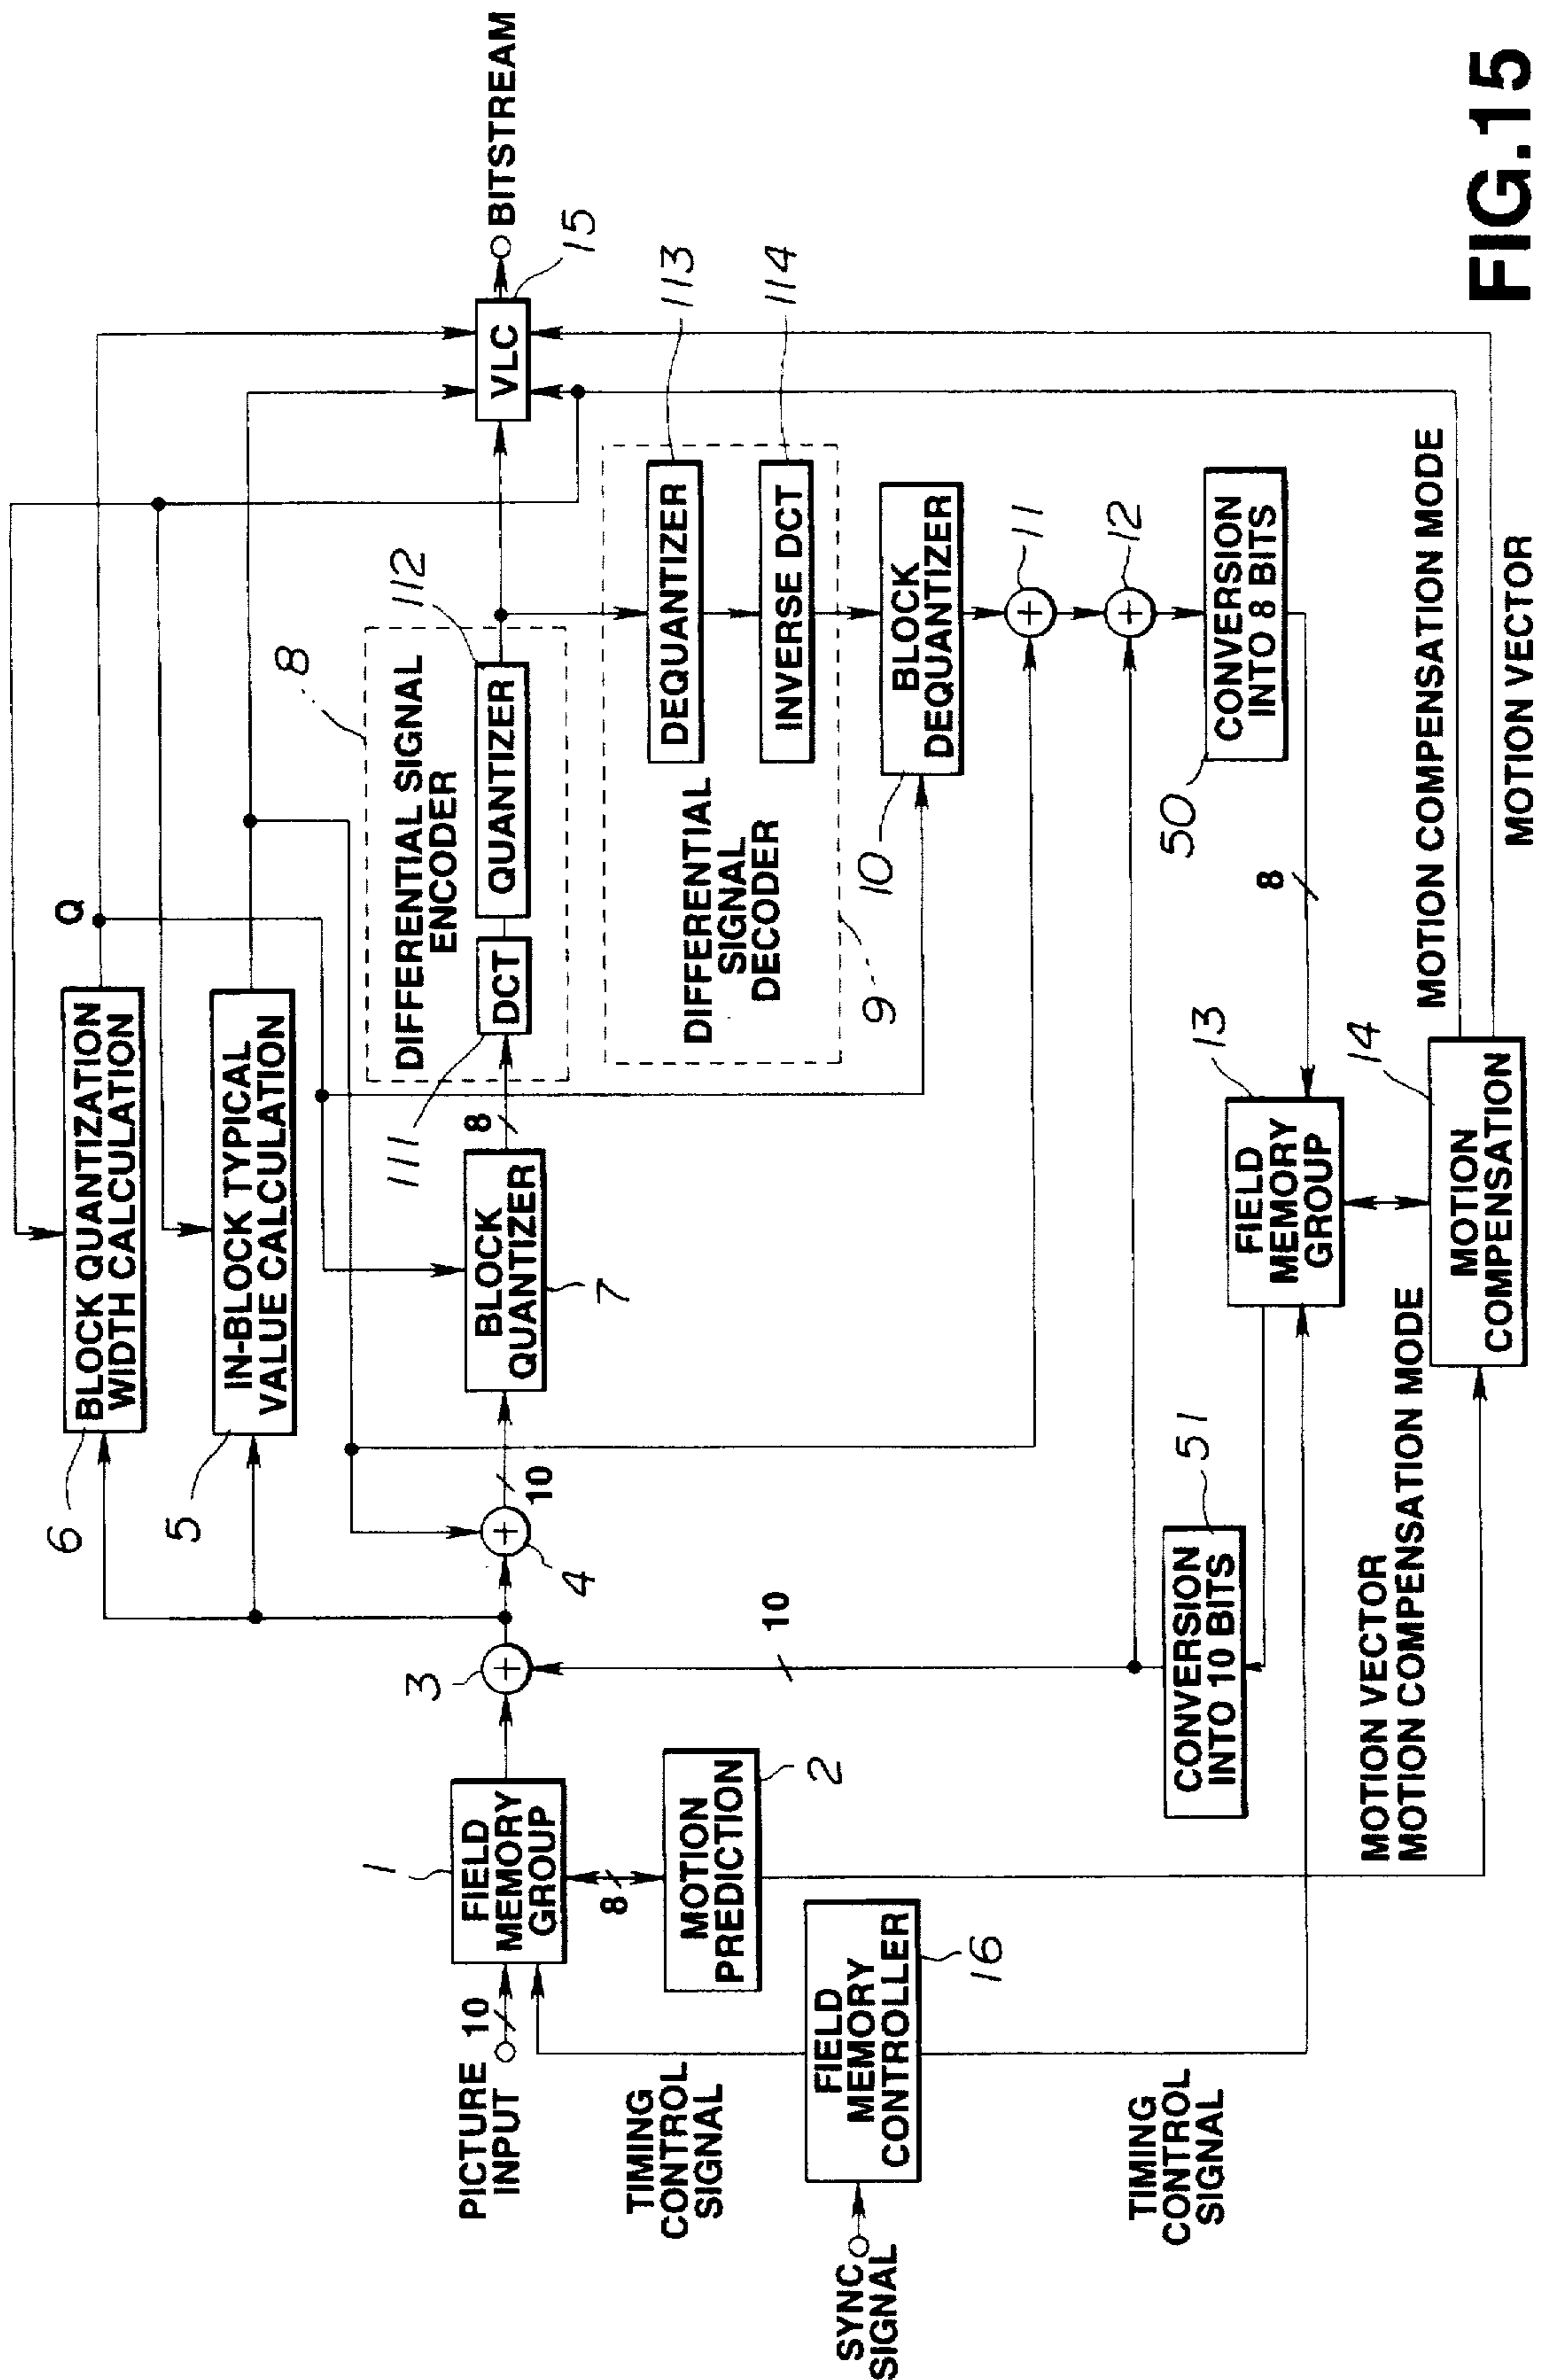 BLOCK QUANTIZATION
WIDTH CALCULATION
6
Q
IN-BLOCK TYPICAL
VALUE CALCULATION
5
PICTURE
INPUT
10
FIELD
MEMORY
GROUP
1
3
4
10
BLOCK
QUANTIZER
7
8
DIFFERENTIAL SIGNAL
ENCODER
8
DCT
111
QUANTIZER
112
VLC
15
BITSTREAM
8
MOTION
PREDICTION
2
TIMING
CONTROL
SIGNAL
DIFFERENTIAL
SIGNAL
DECODER
9
DEQUANTIZER
113
INVERSE DCT
114
SYNC
SIGNAL
FIELD
MEMORY
CONTROLLER
16
10
BLOCK
DEQUANTIZER
10
11
12
TIMING
CONTROL
SIGNAL
CONVERSION
INTO 10 BITS
51
CONVERSION
INTO 8 BITS
50
8
FIELD
MEMORY
GROUP
13
MOTION VECTOR
MOTION COMPENSATION MODE
MOTION
COMPENSATION
14
MOTION COMPENSATION MODE
MOTION VECTOR
FIG.15